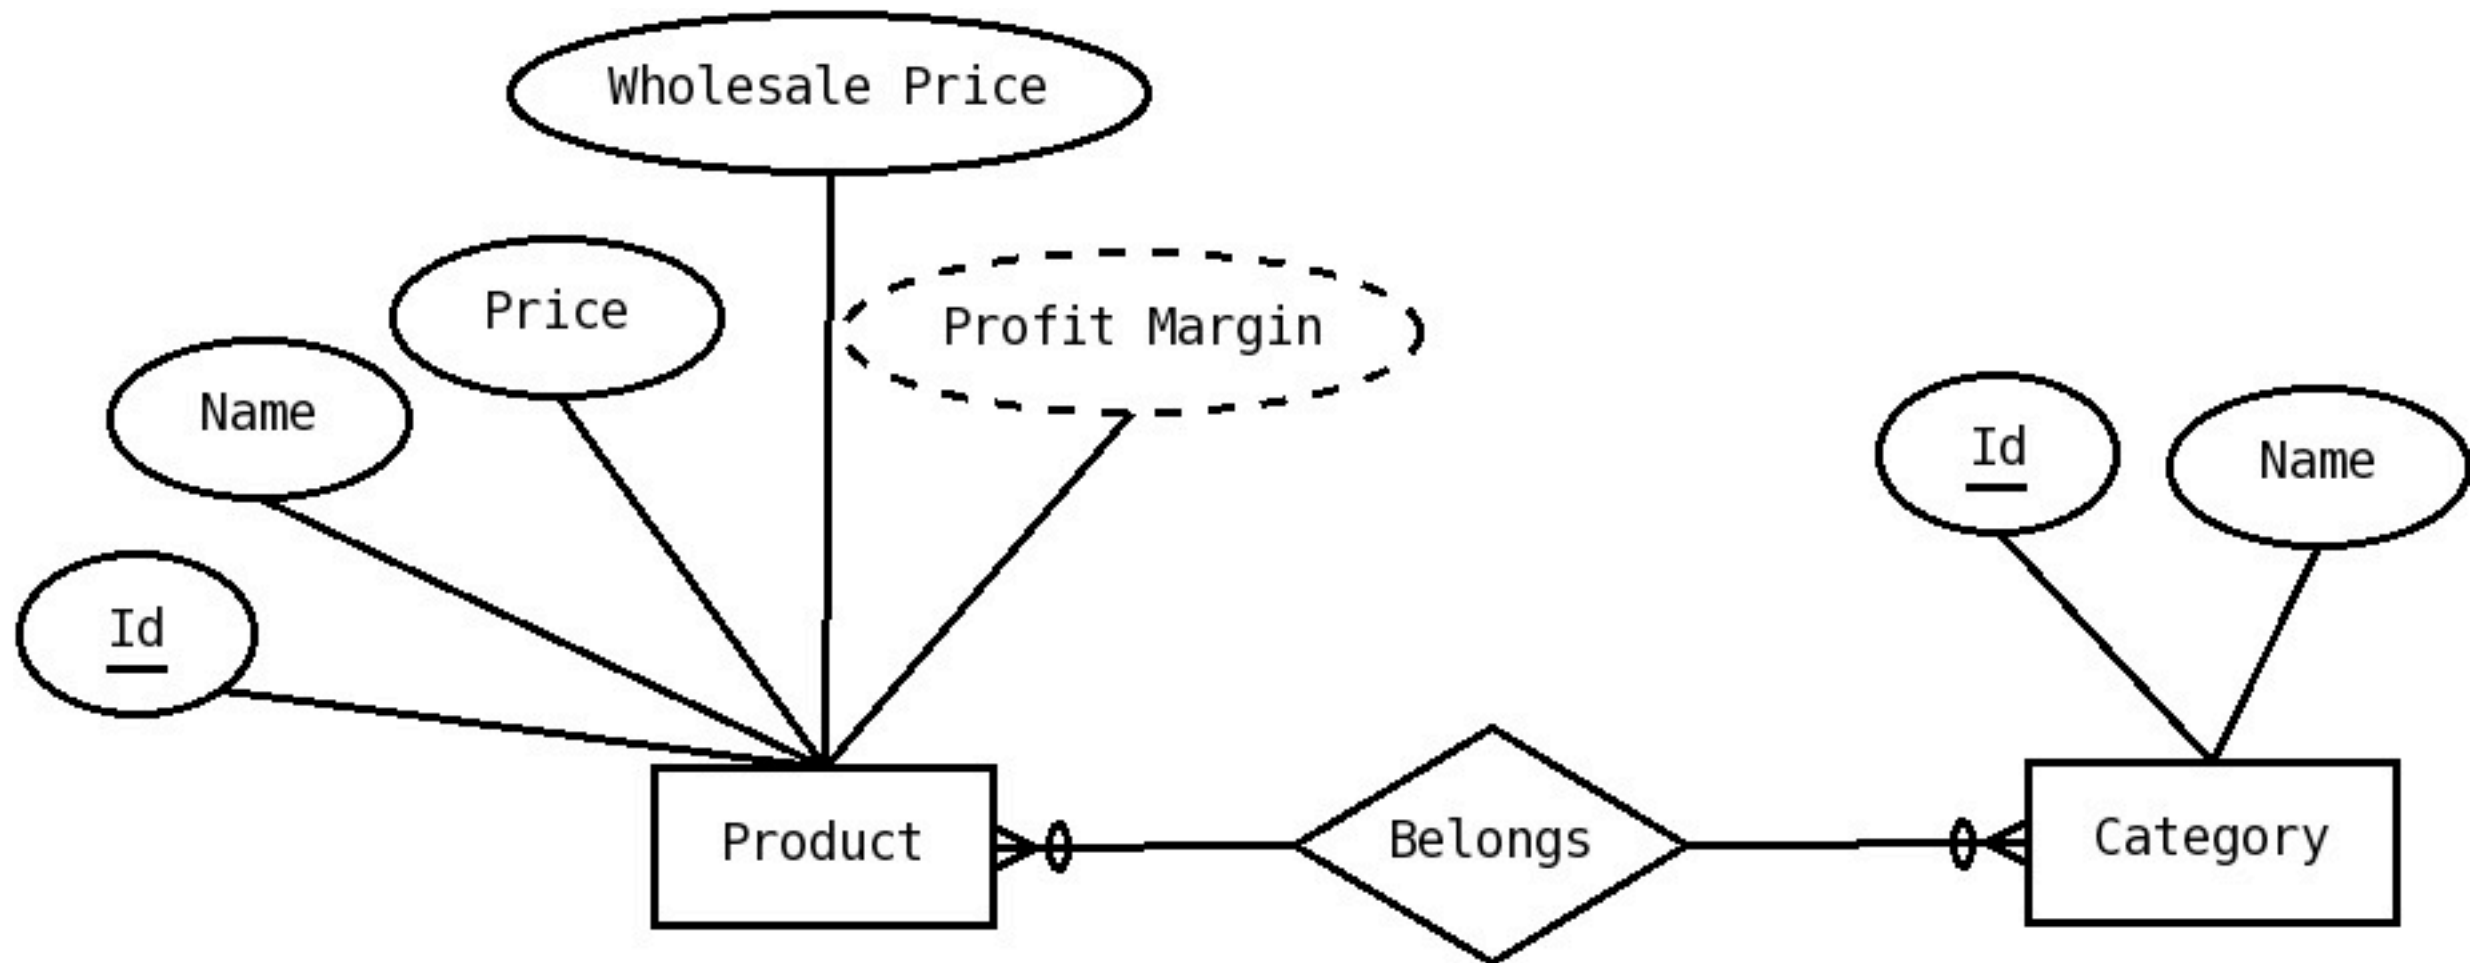 Wholesale Price
Price
Profit Margin
Name
Id
Name
Id
Product
Belongs
Category